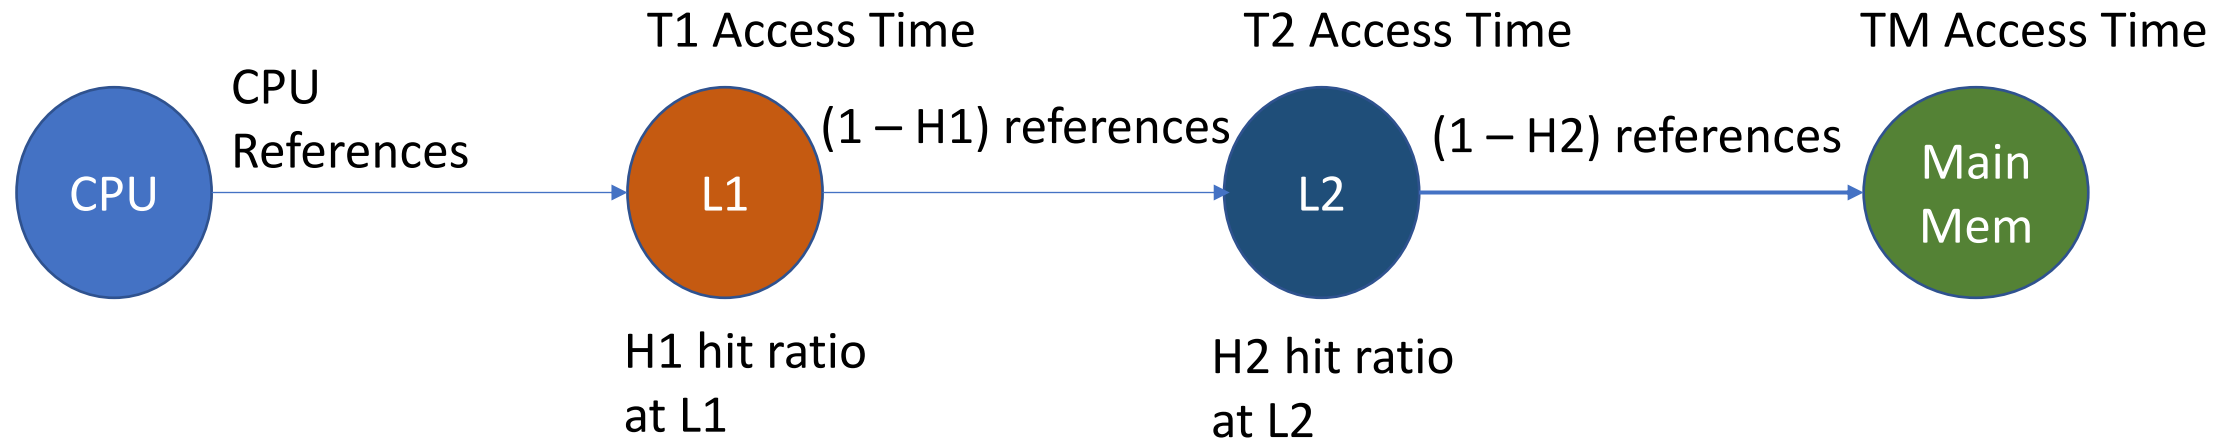 T1 Access Time
T2 Access Time
TM Access Time
CPU
References
(1 – H1) references
(1 – H2) references
CPU
L1
L2
Main
Mem
H1 hit ratio
at L1
H2 hit ratio
at L2